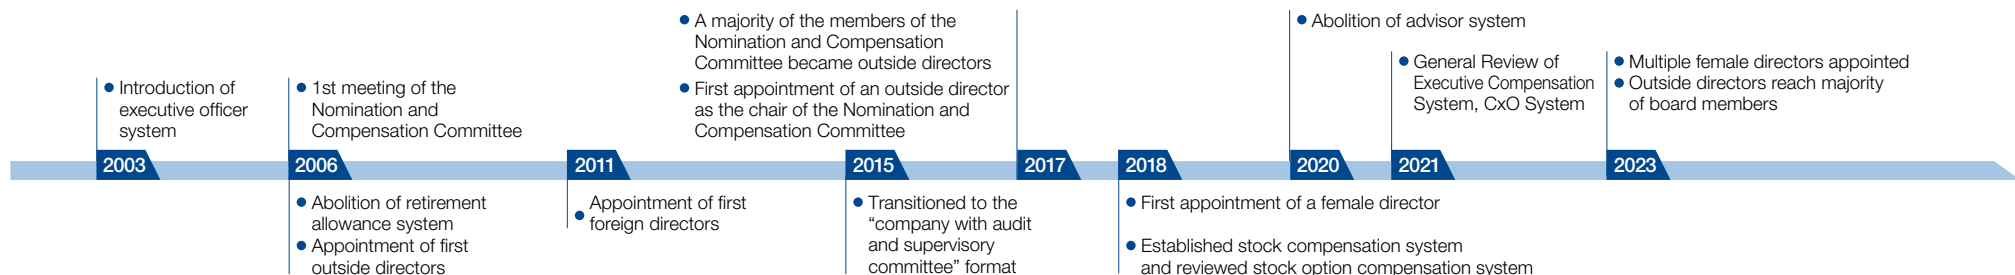 ● Introduction of
executive officer
system
2003
● 1st meeting of the
Nomination and
Compensation Committee
2006
● Abolition of retirement
allowance system
● Appointment of first
outside directors
2011
● Appointment of first
foreign directors
2015
● Transitioned to the
“company with audit
and supervisory
committee” format
● A majority of the members of the
Nomination and Compensation
Committee became outside directors
● First appointment of an outside director
as the chair of the Nomination and
Compensation Committee
2017
2018
● First appointment of a female director
● Established stock compensation system
and reviewed stock option compensation system
● Abolition of advisor system
2020
● General Review of
Executive Compensation
System, CxO System
2021
● Multiple female directors appointed
● Outside directors reach majority
of board members
2023